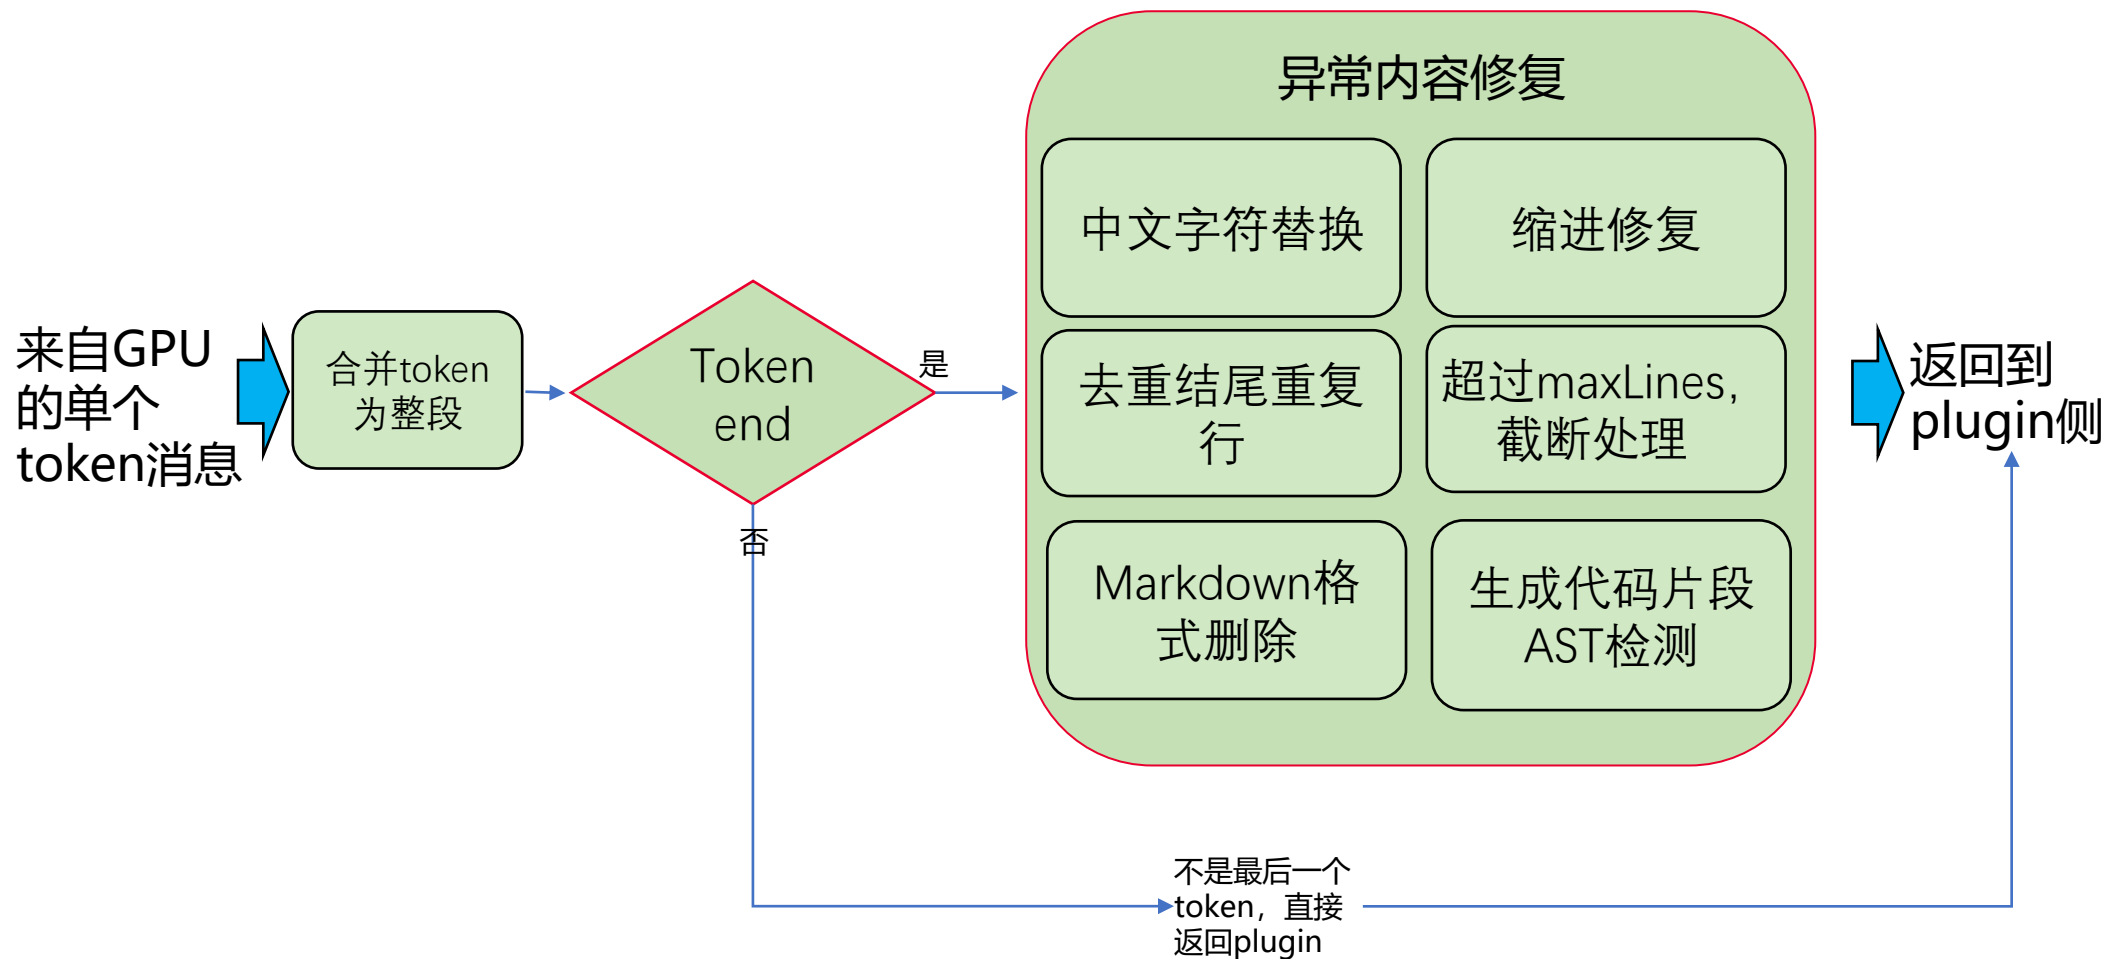 来自GPU
的单个
token消息
合并token
为整段
Token
end
是
否
异常内容修复
中文字符替换
缩进修复
去重结尾重复
行
超过maxLines,
截断处理
Markdown格
式删除
生成代码片段
AST检测
返回到
plugin侧
不是最后一个
token，直接
返回plugin